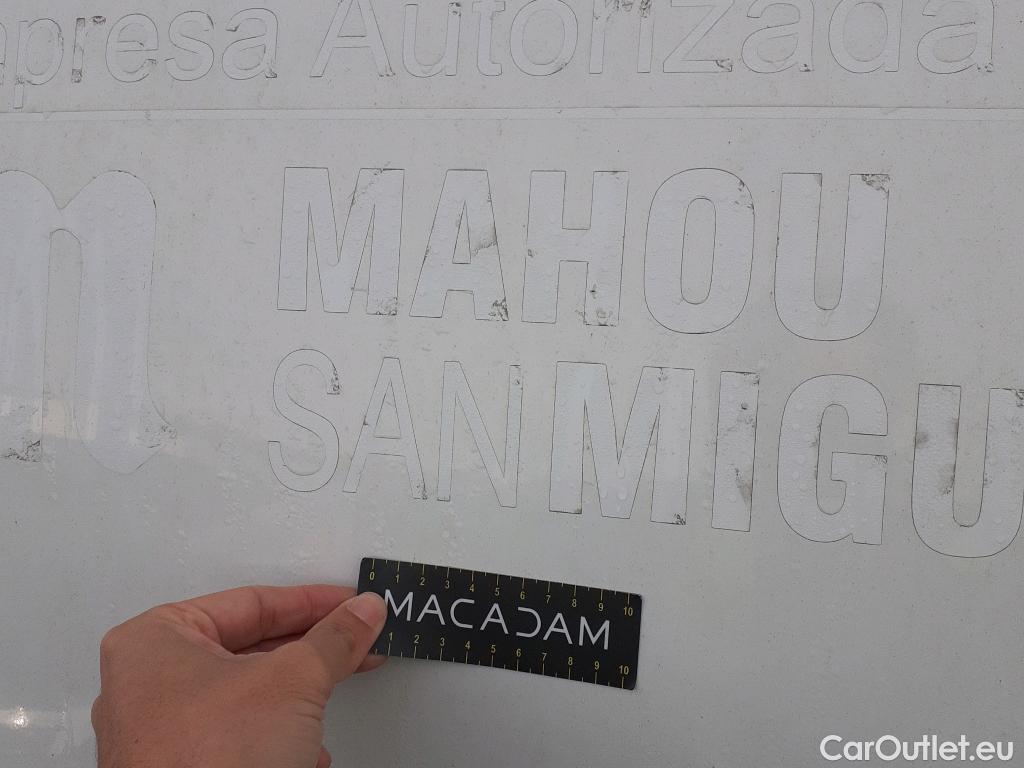 presa Autorizada
MAHOU
SANMIGU
0 1 2 3 4 5 6 7 8 9 10
MACADAM
1 2 3 4 5 6 7 8 9 10
CarOutlet.eu